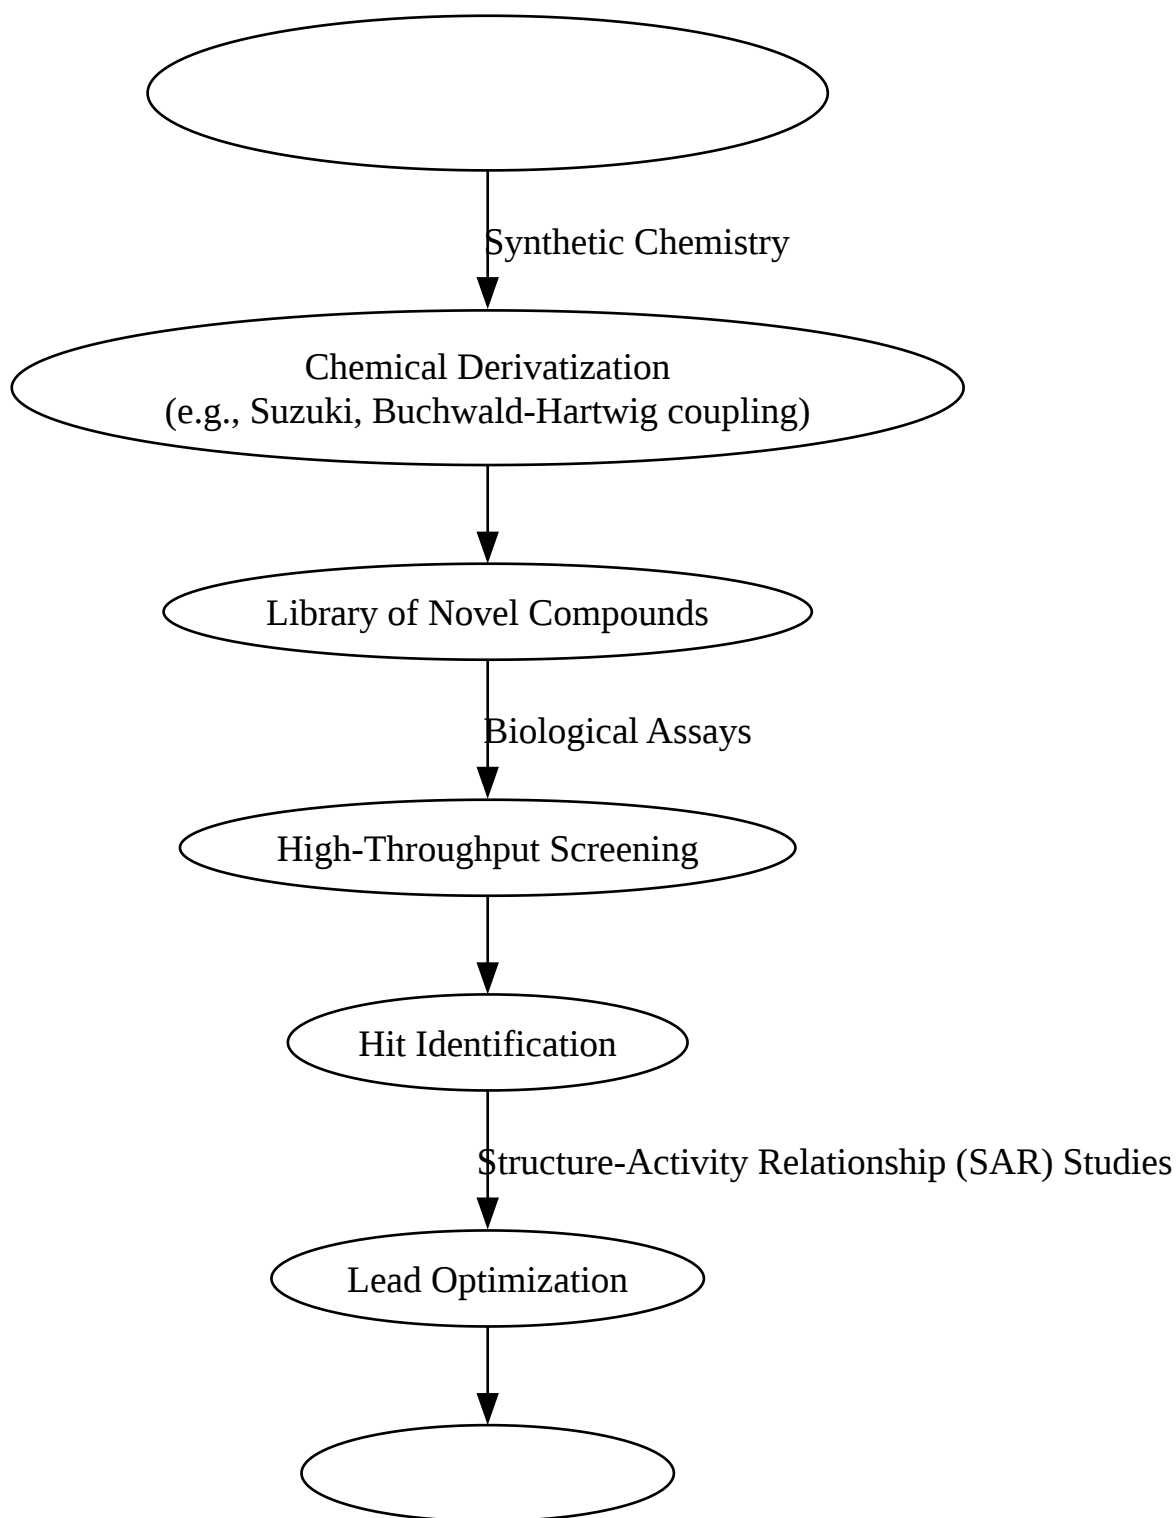 Synthetic Chemistry
Chemical Derivatization
(e.g., Suzuki, Buchwald-Hartwig coupling)
Library of Novel Compounds
Biological Assays
High-Throughput Screening
Hit Identification
Structure-Activity Relationship (SAR) Studies
Lead Optimization